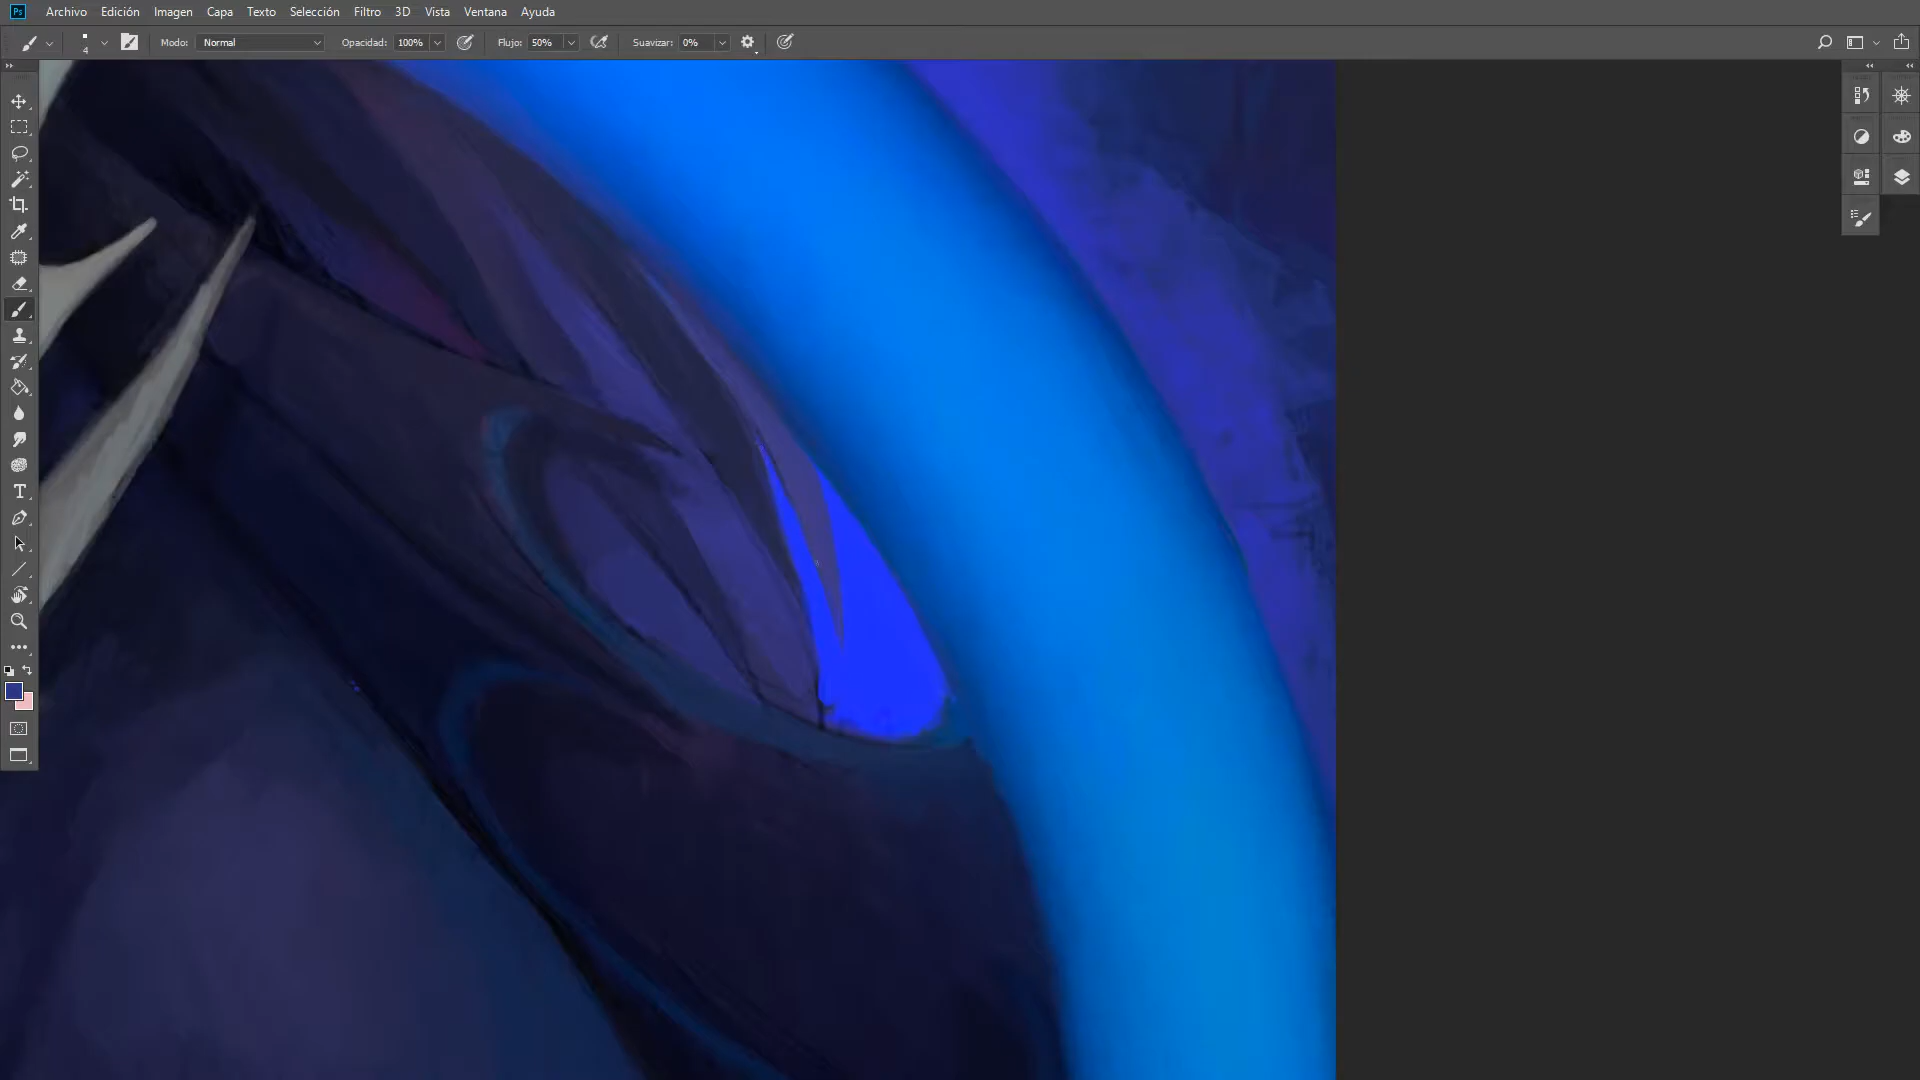 Ps Archivo Edición Imagen Capa Texto Selección Filtro 3D Vista Ventana Ayuda
4 Modo: Normal Opacidad: 100% Flujo: 50% Suavizar: 0%